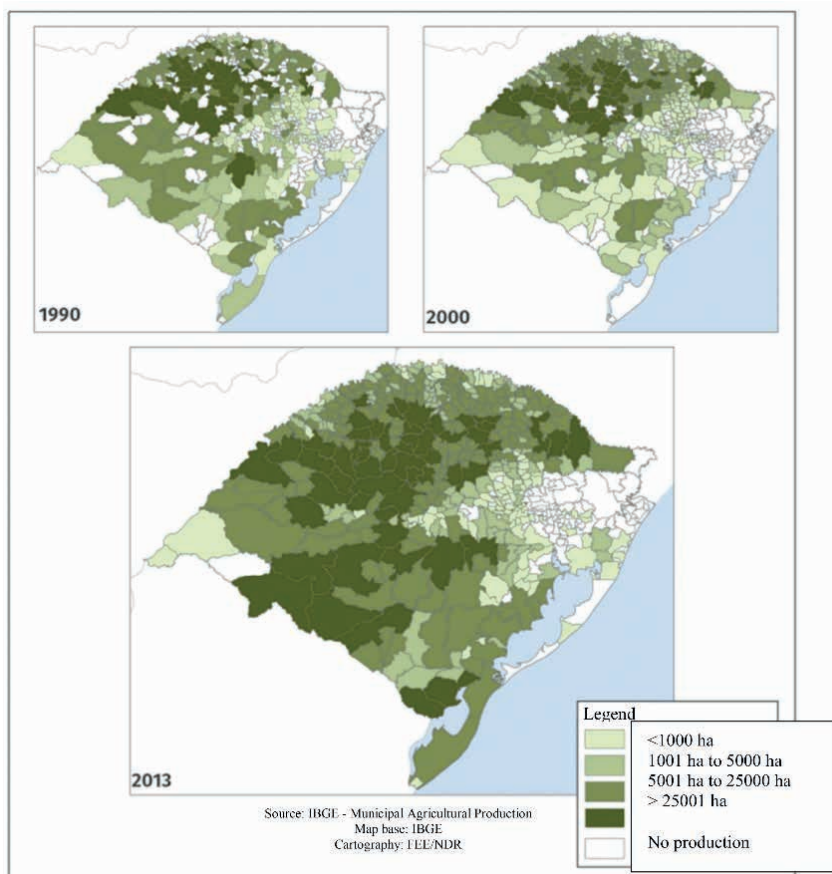 1990
2000
2013
Legend
<1000 ha
1001 ha to 5000 ha
5001 ha to 25000 ha
> 25001 ha
No production
Source: IBGE - Municipal Agricultural Production
Map base: IBGE
Cartography: FEE/NDR